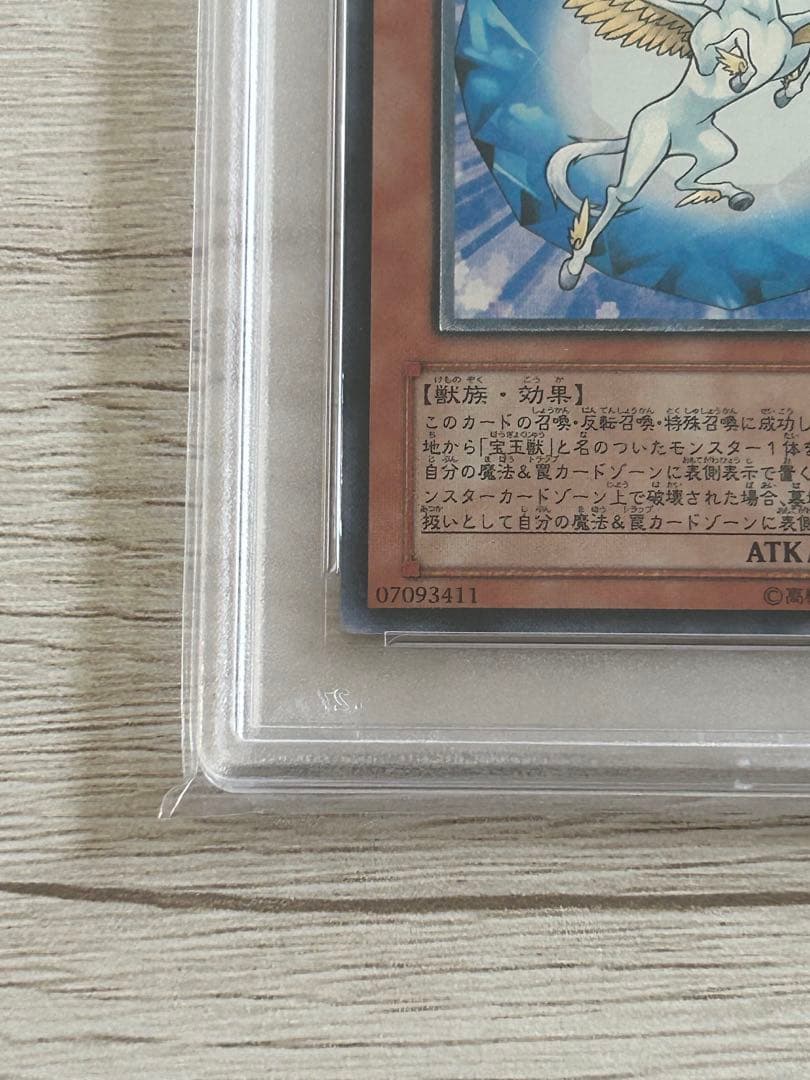 【獣族・効果】
このカードの召喚・反転召喚・特殊召喚に成功し
地から「宝玉獣」と名のついたモンスター1体を
自分の魔法&罠カードゾーンに表側表示で置く
ンスターカードゾーン上で破壊された場合、墓
扱いとして自分の魔法&罠カードゾーンに表側
ATK
07093411
©高